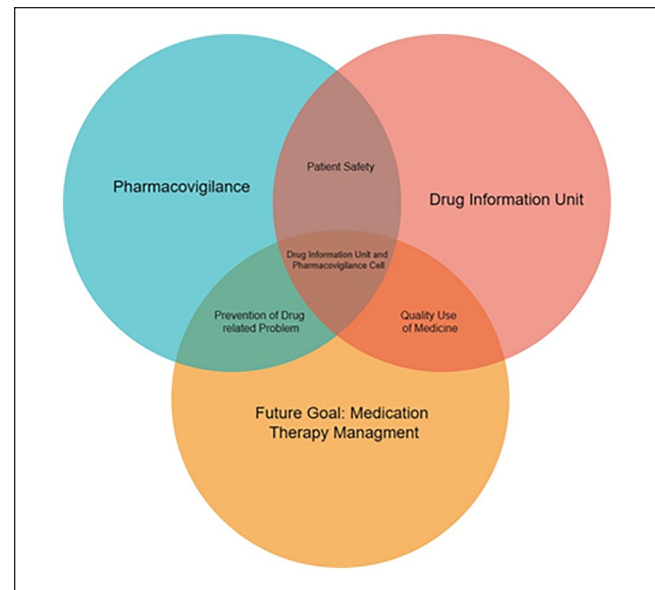 Patient Safety
Pharmacovigilance
Drug Information Unit
Drug Information Unit and
Pharmacovigilance Cell
Prevention of Drug
related Problem
Quality Use
of Medicine
Future Goal: Medication
Therapy Managment